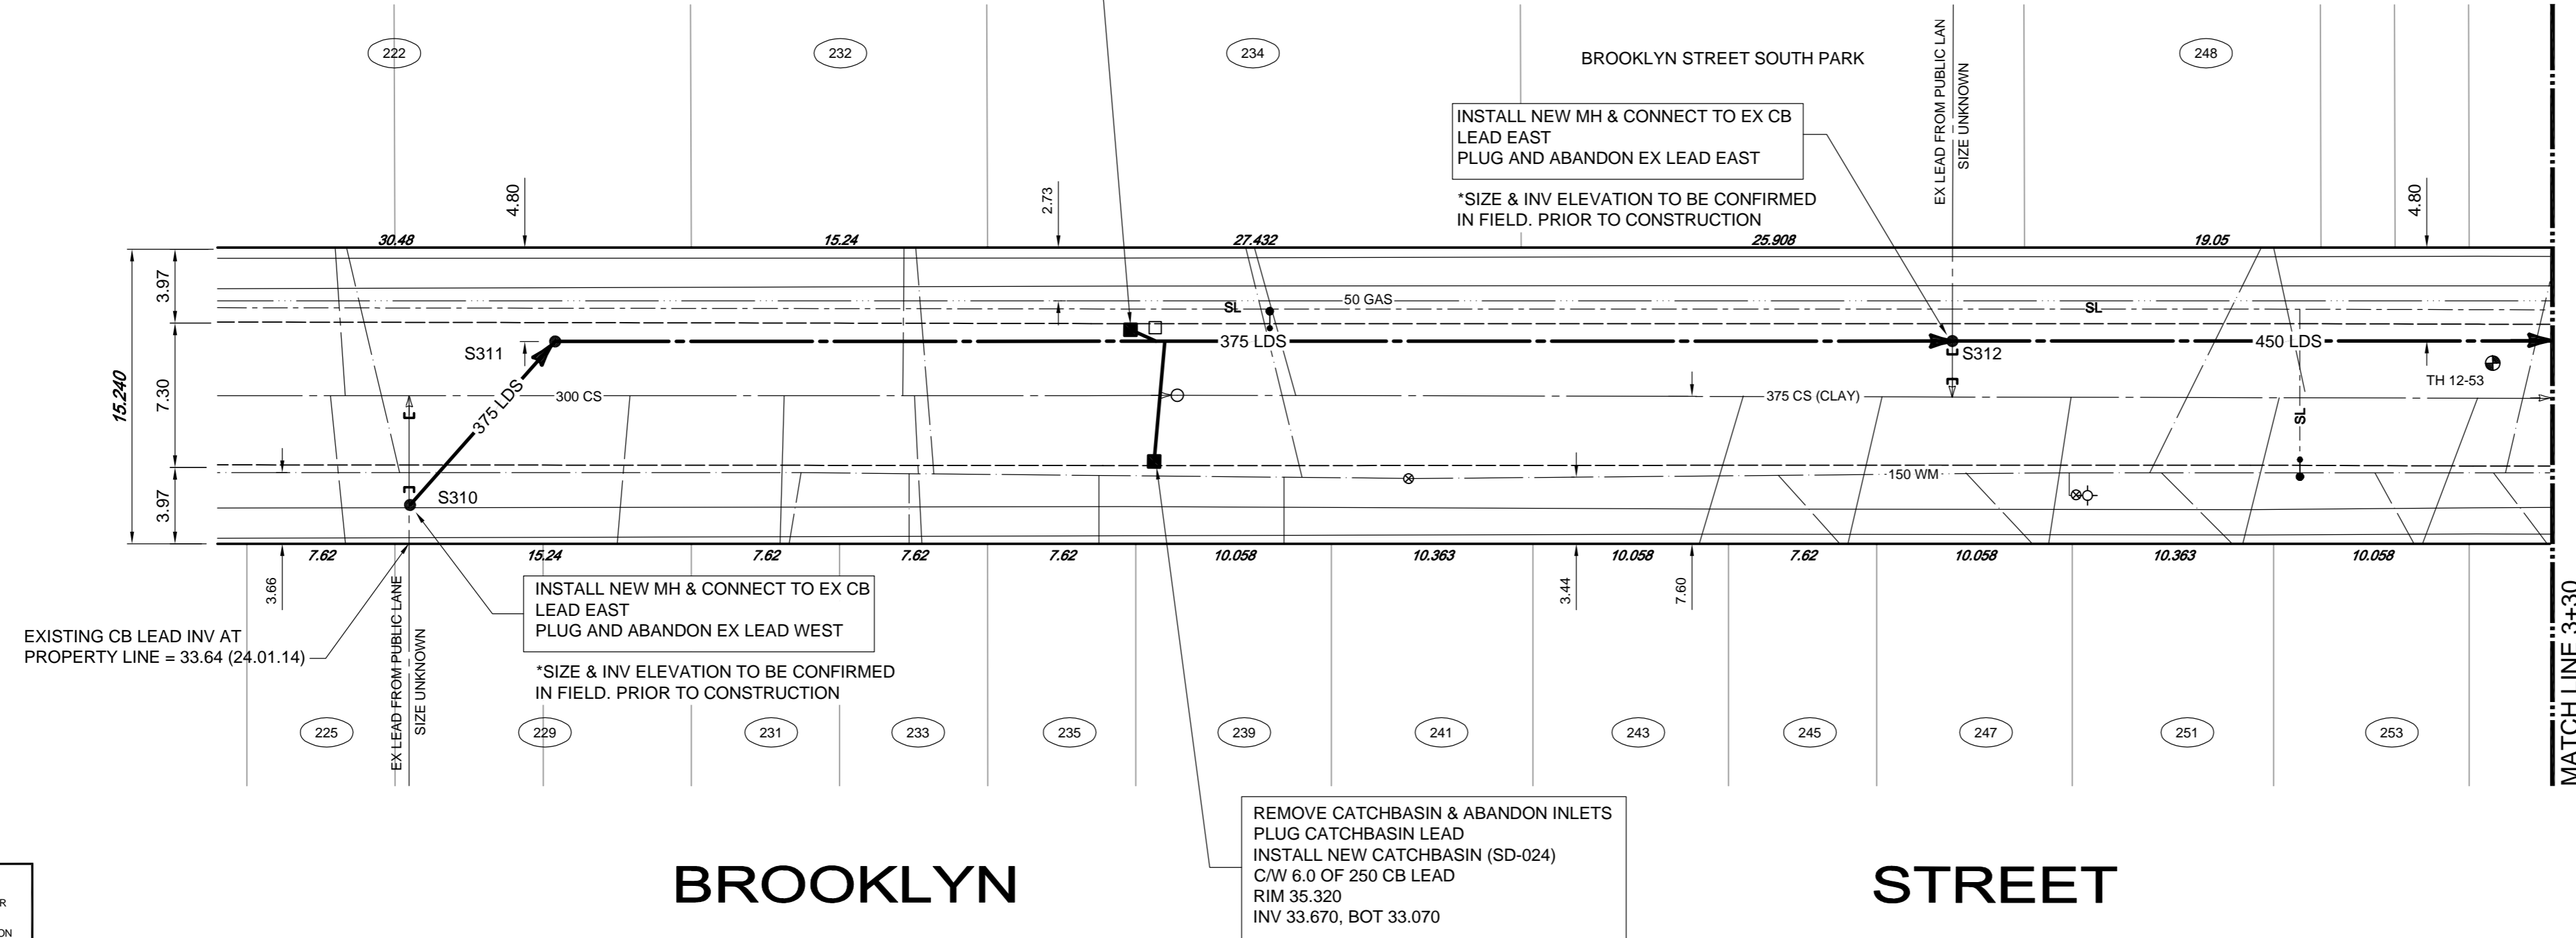 222
232
234
BROOKLYN STREET SOUTH PARK
248
EX LEAD FROM PUBLIC LAN
SIZE UNKNOWN
INSTALL NEW MH & CONNECT TO EX CB
LEAD EAST
PLUG AND ABANDON EX LEAD EAST
*SIZE & INV ELEVATION TO BE CONFIRMED
IN FIELD. PRIOR TO CONSTRUCTION
4.80
2.73
4.80
30.48
15.24
27.432
25.908
19.05
15.240
3.97
7.30
3.97
50 GAS
SL
SL
S311
375 LDS
S312
450 LDS
TH 12-53
375 LDS
300 CS
375 CS (CLAY)
SL
S310
150 WM
7.62
15.24
7.62
7.62
7.62
10.058
10.363
10.058
7.62
10.058
10.363
10.058
3.66
3.44
7.60
EXISTING CB LEAD INV AT
PROPERTY LINE = 33.64 (24.01.14)
EX LEAD FROM PUBLIC LANE
SIZE UNKNOWN
INSTALL NEW MH & CONNECT TO EX CB
LEAD EAST
PLUG AND ABANDON EX LEAD WEST
*SIZE & INV ELEVATION TO BE CONFIRMED
IN FIELD. PRIOR TO CONSTRUCTION
MATCH LINE 3+30
225
229
231
233
235
239
241
243
245
247
251
253
REMOVE CATCHBASIN & ABANDON INLETS
PLUG CATCHBASIN LEAD
INSTALL NEW CATCHBASIN (SD-024)
C/W 6.0 OF 250 CB LEAD
RIM 35.320
INV 33.670, BOT 33.070
BROOKLYN STREET
R
ON